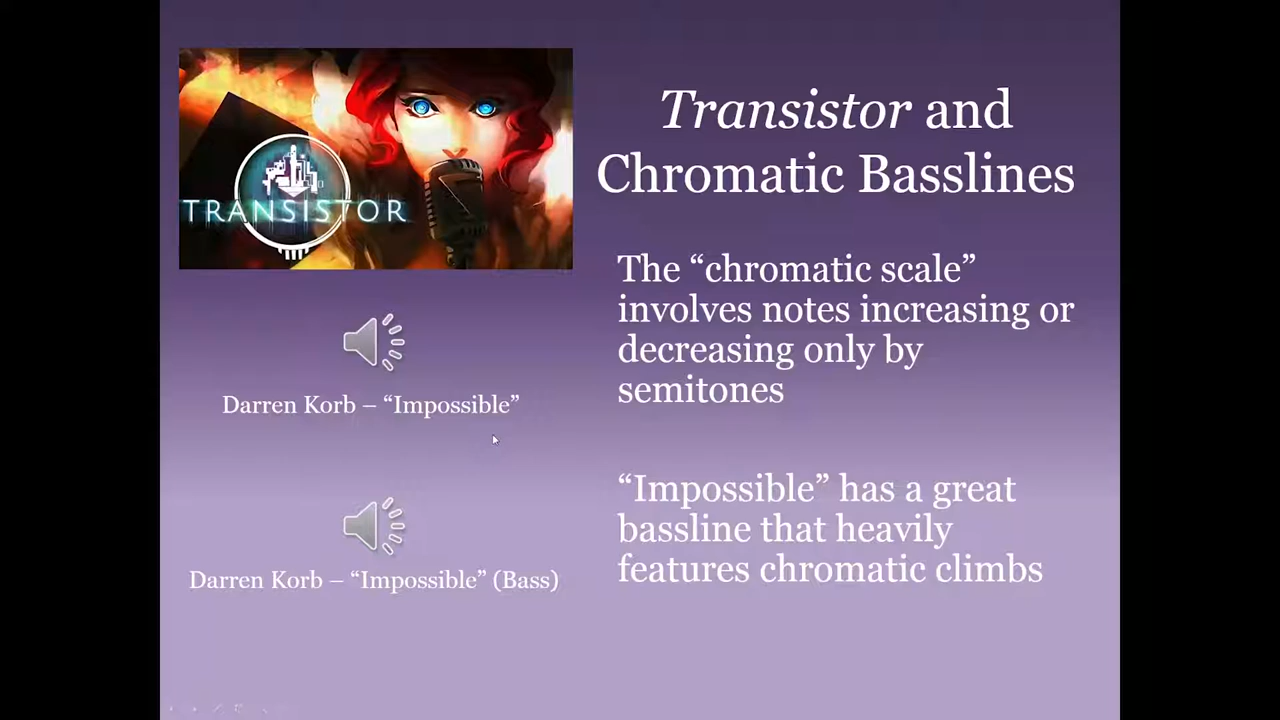 TRANSISTOR
Transistor and
Chromatic Basslines
The “chromatic scale”
involves notes increasing or
decreasing only by
semitones
Darren Korb – “Impossible”
“Impossible” has a great
bassline that heavily
features chromatic climbs
Darren Korb – “Impossible” (Bass)